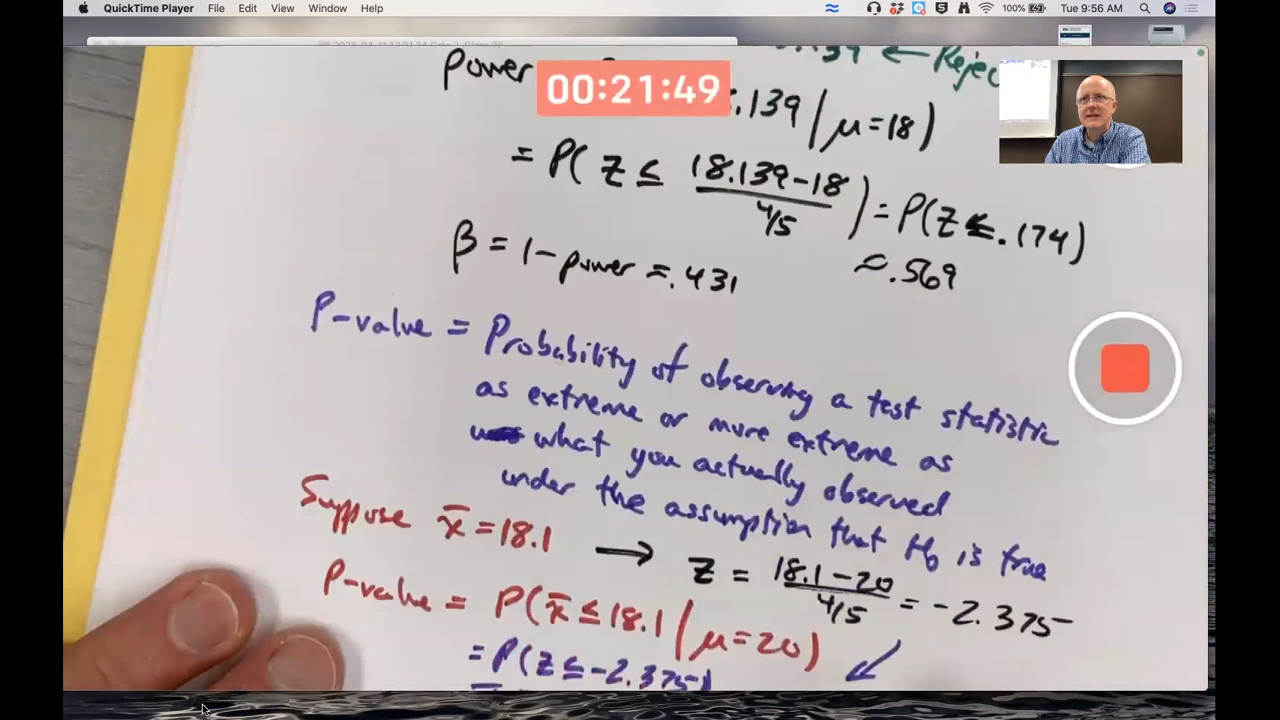 QuickTime Player File Edit View Window Help 100% Tue 9:56 AM
.139 ← Rejec
Power
00:21:49
.139 | μ=18)
= P( Z ≤ 18.139-18 / 4/5 ) = P(Z ≤ .174)
≈ .569
β = 1-power ≈ .431
P-value = Probability of observing a test statistic
as extreme or more extreme as
what you actually observed
under the assumption that H₀ is true
Suppose x̄ = 18.1 → Z = 18.1-20 / 4/5 = -2.375
P-value = P(x̄ ≤ 18.1 | μ=20)
= P(Z ≤ -2.375)